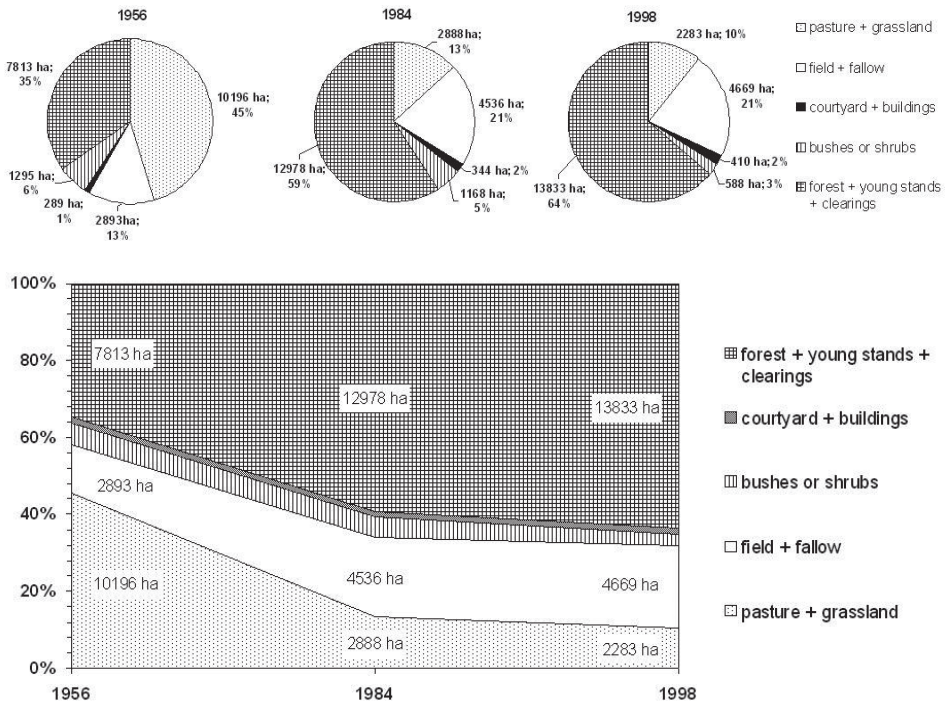 1956
7813 ha;
35%
10196 ha;
45%
1295 ha;
6%
289 ha;
1%
2893ha;
13%
1984
2888 ha;
13%
4536 ha;
21%
344 ha; 2%
1168 ha;
5%
12978 ha;
59%
1998
2283 ha; 10%
4669 ha;
21%
410 ha; 2%
588 ha; 3%
13833 ha;
64%
pasture + grassland
field + fallow
courtyard + buildings
bushes or shrubs
forest + young stands
+ clearings
100%
80%
60%
40%
20%
0%
7813 ha
12978 ha
13833 ha
2893 ha
4536 ha
4669 ha
10196 ha
2888 ha
2283 ha
1956
1984
1998
forest + young stands +
clearings
courtyard + buildings
bushes or shrubs
field + fallow
pasture + grassland